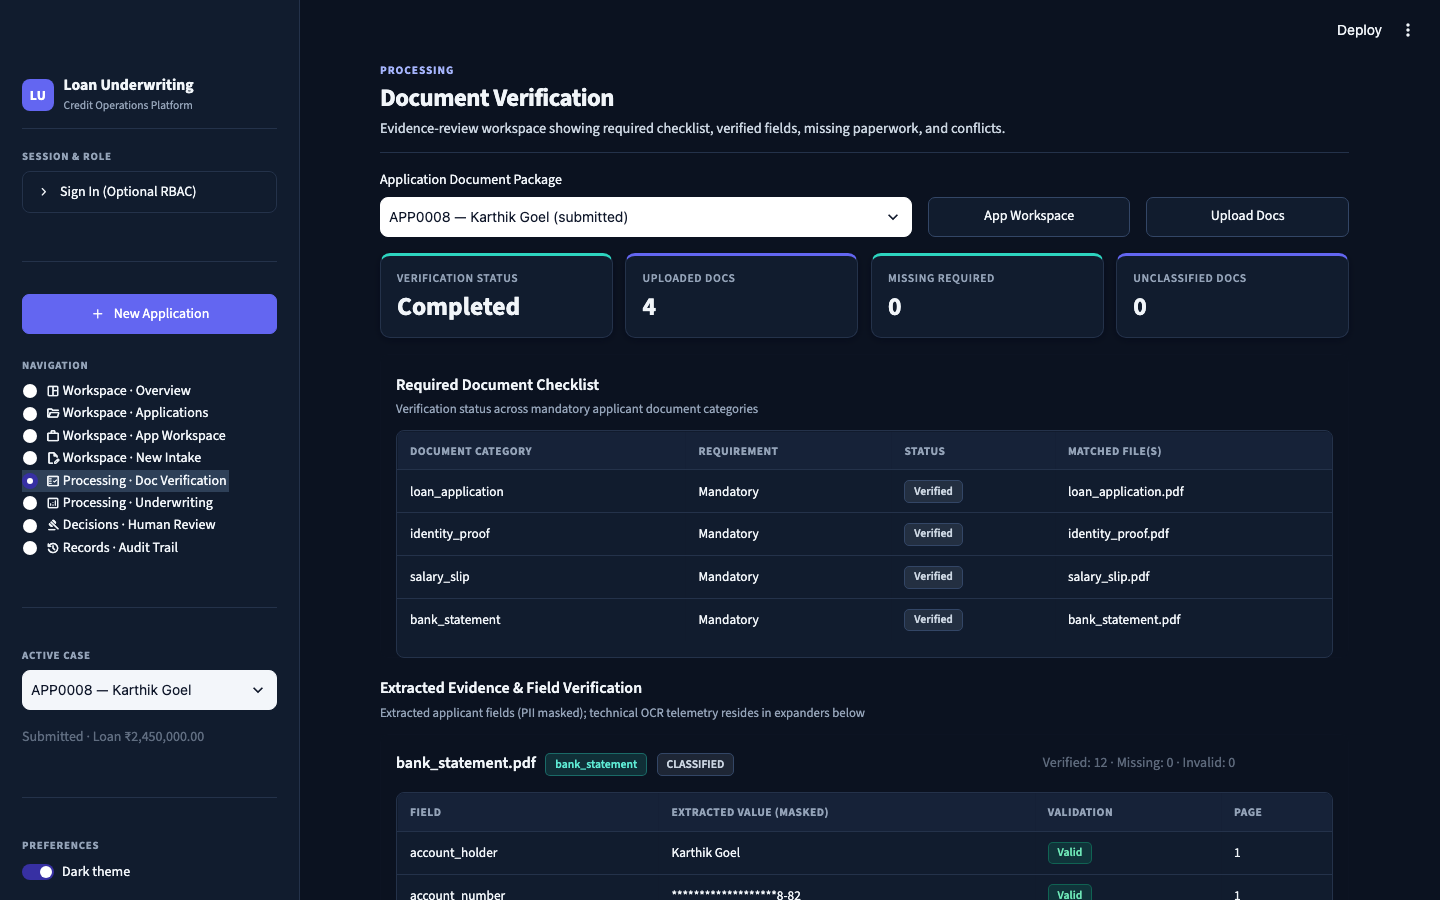 Deploy
LU
Loan Underwriting
Credit Operations Platform
SESSION & ROLE
Sign In (Optional RBAC)
New Application
NAVIGATION
Workspace · Overview
Workspace · Applications
Workspace · App Workspace
Workspace · New Intake
Processing · Doc Verification
Processing · Underwriting
Decisions · Human Review
Records · Audit Trail
ACTIVE CASE
APP0008 — Karthik Goel
Submitted · Loan ₹2,450,000.00
PREFERENCES
Dark theme
PROCESSING
Document Verification
Evidence-review workspace showing required checklist, verified fields, missing paperwork, and conflicts.
Application Document Package
APP0008 — Karthik Goel (submitted)
App Workspace
Upload Docs
VERIFICATION STATUS
Completed
UPLOADED DOCS
4
MISSING REQUIRED
0
UNCLASSIFIED DOCS
0
Required Document Checklist
Verification status across mandatory applicant document categories
DOCUMENT CATEGORY REQUIREMENT STATUS MATCHED FILE(S)
loan_application Mandatory Verified loan_application.pdf
identity_proof Mandatory Verified identity_proof.pdf
salary_slip Mandatory Verified salary_slip.pdf
bank_statement Mandatory Verified bank_statement.pdf
Extracted Evidence & Field Verification
Extracted applicant fields (PII masked); technical OCR telemetry resides in expanders below
bank_statement.pdf bank_statement CLASSIFIED Verified: 12 · Missing: 0 · Invalid: 0
FIELD EXTRACTED VALUE (MASKED) VALIDATION PAGE
account_holder Karthik Goel Valid 1
account_number *******************8-82 Valid 1